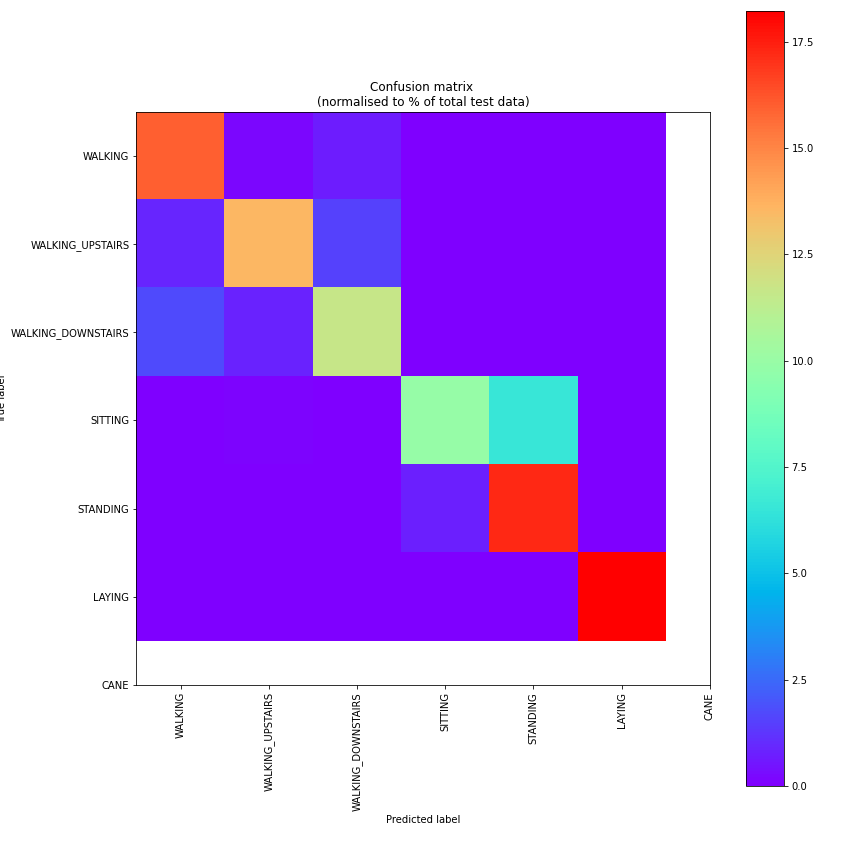 Confusion matrix
(normalised to % of total test data)
WALKING
WALKING_UPSTAIRS
WALKING_DOWNSTAIRS
SITTING
STANDING
LAYING
CANE
True label
WALKING
WALKING_UPSTAIRS
WALKING_DOWNSTAIRS
SITTING
STANDING
LAYING
CANE
Predicted label
17.5
15.0
12.5
10.0
7.5
5.0
2.5
0.0